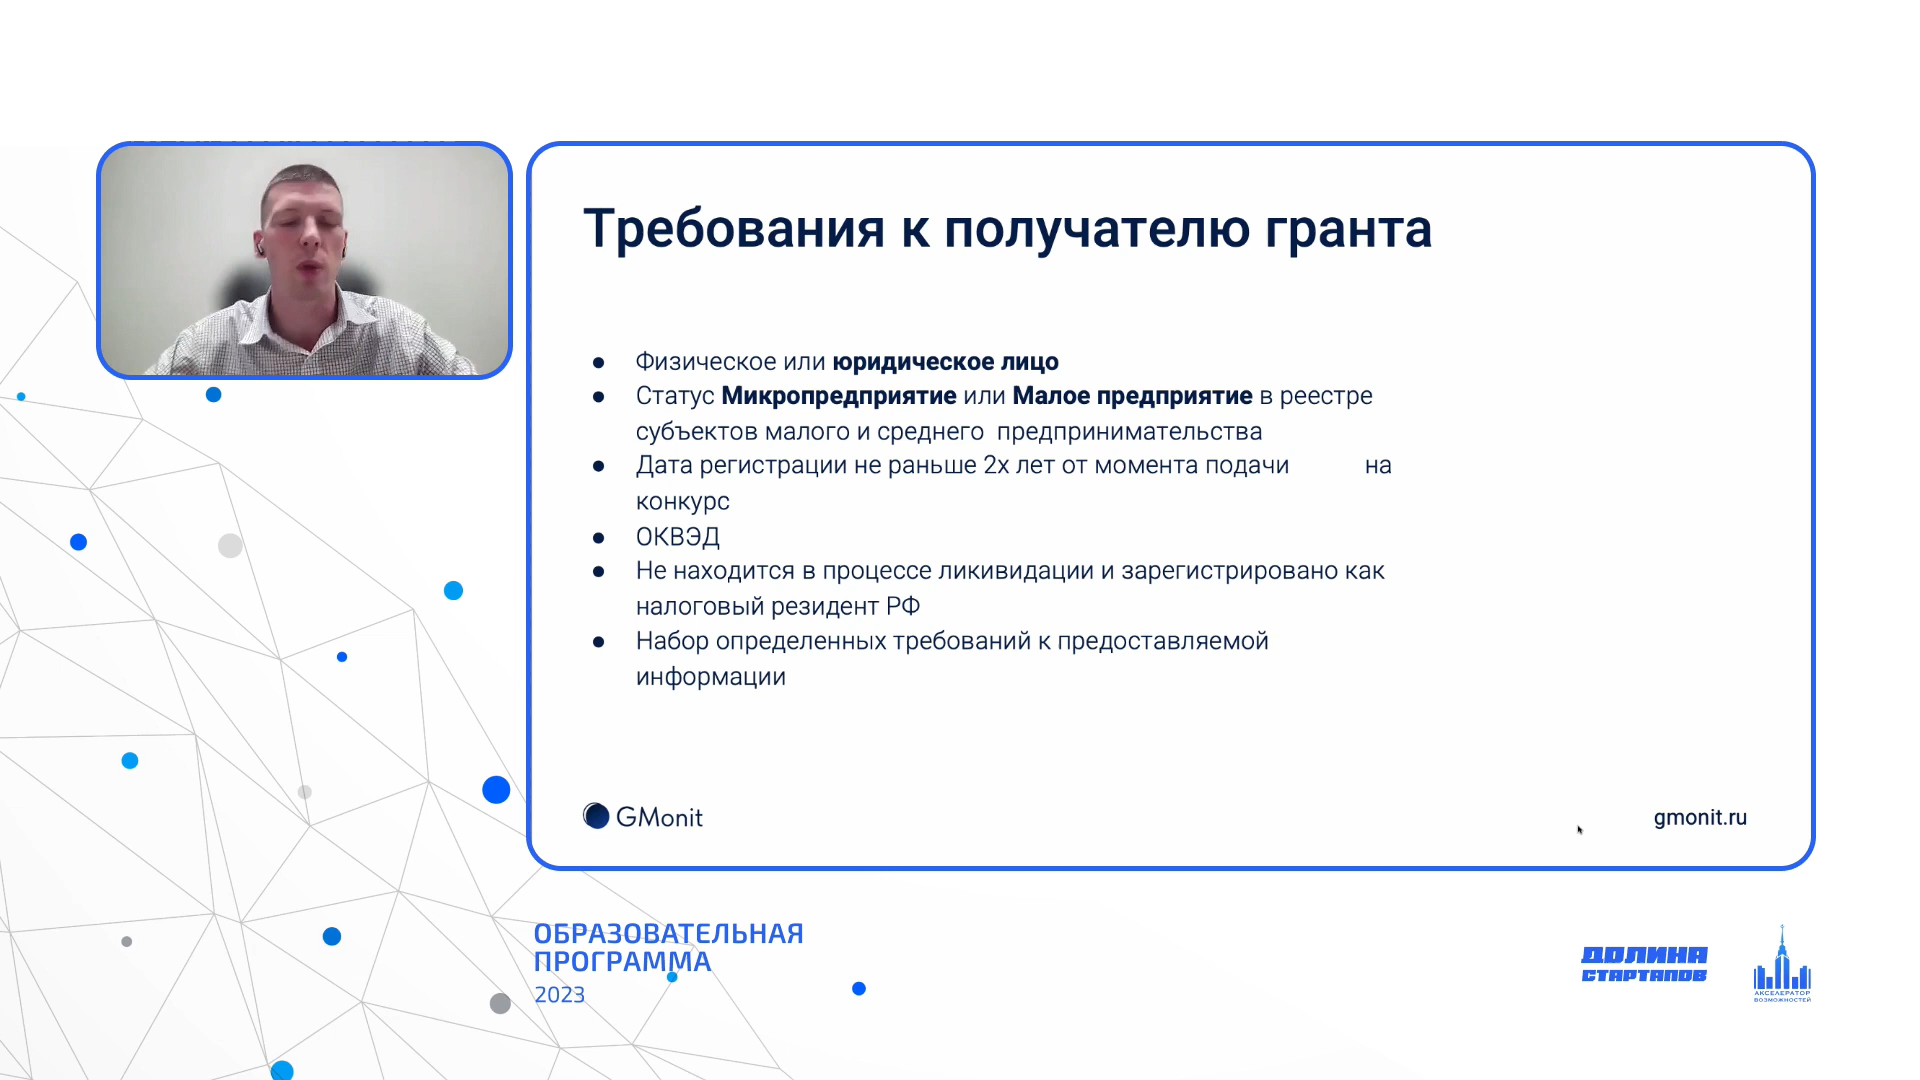 Требования к получателю гранта
● Физическое или юридическое лицо
● Статус Микропредприятие или Малое предприятие в реестре
субъектов малого и среднего предпринимательства
● Дата регистрации не раньше 2х лет от момента подачи на
конкурс
● ОКВЭД
● Не находится в процессе ликвидации и зарегистрировано как
налоговый резидент РФ
● Набор определенных требований к предоставляемой
информации
GMonit
gmonit.ru
ОБРАЗОВАТЕЛЬНАЯ
ПРОГРАММА
2023
ДОЛИНА
СТАРТАПОВ
АКСЕЛЕРАТОР
ВОЗМОЖНОСТЕЙ